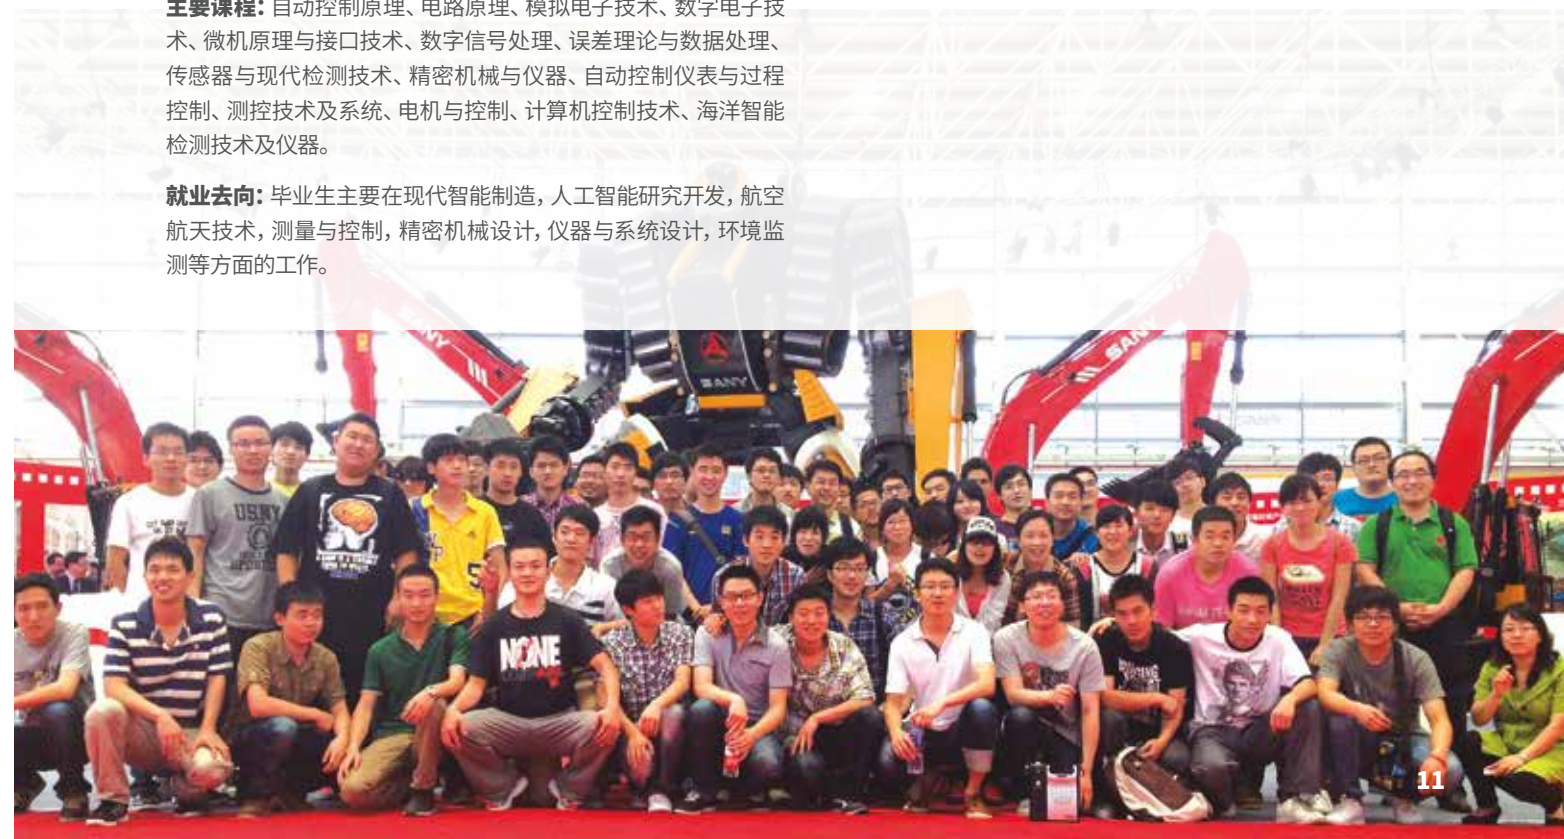 主要课程：自动控制原理、电路原理、模拟电子技术、数字电子技
术、微机原理与接口技术、数字信号处理、误差理论与数据处理、
传感器与现代检测技术、精密机械与仪器、自动控制仪表与过程
控制、测控技术及系统、电机与控制、计算机控制技术、海洋智能
检测技术及仪器。
就业去向：毕业生主要在现代智能制造，人工智能研究开发，航空
航天技术，测量与控制，精密机械设计，仪器与系统设计，环境监
测等方面的工作。
SANY
SANY
SANY
USNY
5
NONE
11